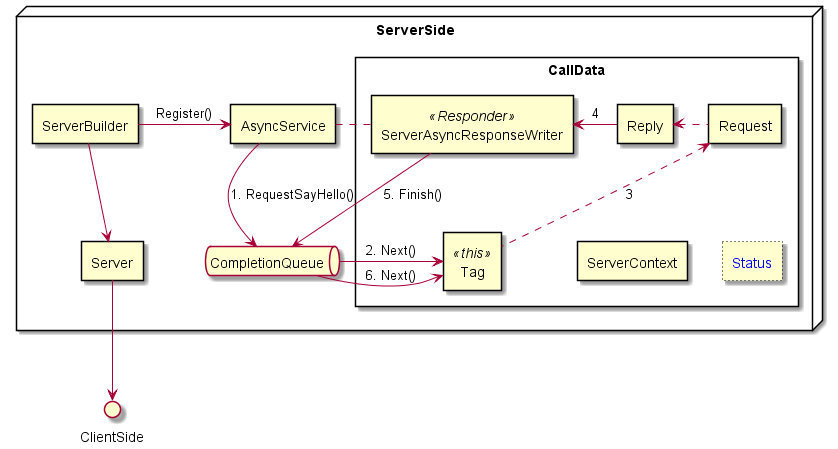 ServerSide
CallData
ServerBuilder
Register()
AsyncService
«Responder»
ServerAsyncResponseWriter
4
Reply
Request
1. RequestSayHello()
5. Finish()
3
Server
CompletionQueue
2. Next()
6. Next()
«this»
Tag
ServerContext
Status
ClientSide